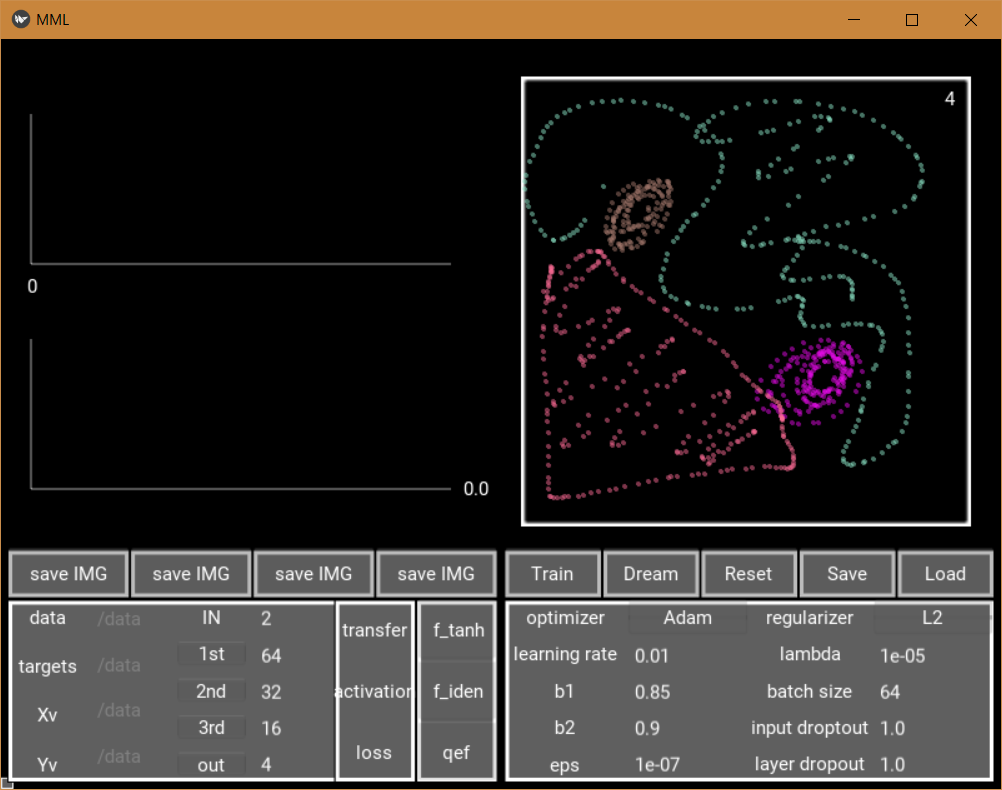 MML
4
0
0.0
save IMG save IMG save IMG save IMG Train Dream Reset Save Load
data /data IN 2
1st 64
targets /data
2nd 32
Xv /data
3rd 16
Yv /data out 4
transfer f_tanh
activation f_iden
loss qef
optimizer Adam regularizer L2
learning rate 0.01 lambda 1e-05
b1 0.85 batch size 64
b2 0.9 input droptout 1.0
eps 1e-07 layer dropout 1.0